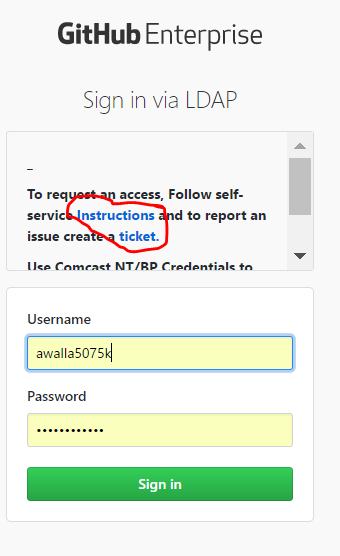 GitHub Enterprise
Sign in via LDAP
_
To request an access, Follow self-
service Instructions and to report an
issue create a ticket.
Use Comcast NT/BP Credentials to
Username
awalla5075k
Password
••••••••••••
Sign in